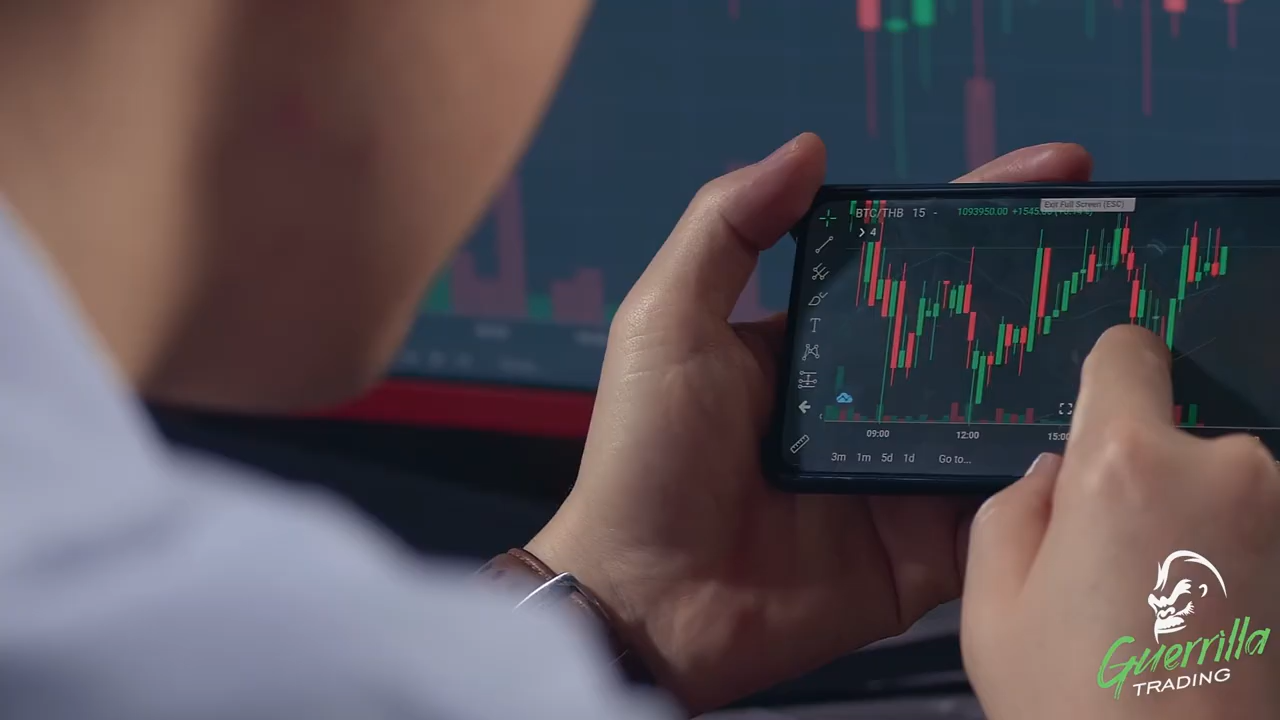 Exit Full Screen (ESC)
BTC/THB 15 - 1093950.00
4
T
09:00 12:00 15:00
3m 1m 5d 1d Go to...
Guerrilla
TRADING